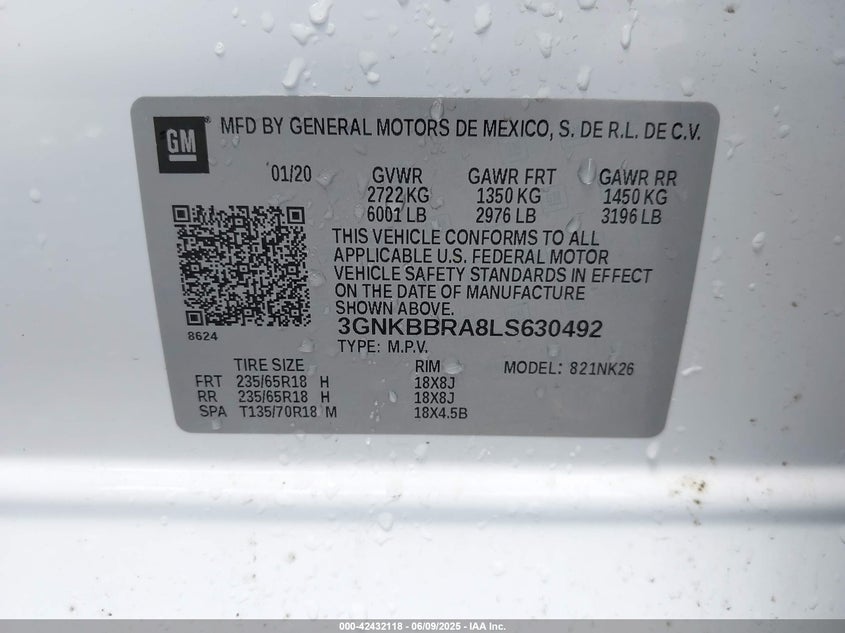 GM® MFD BY GENERAL MOTORS DE MEXICO, S. DE R.L. DE C.V.
01/20 GVWR GAWR FRT GAWR RR
2722 KG 1350 KG 1450 KG
6001 LB 2976 LB 3196 LB
THIS VEHICLE CONFORMS TO ALL
APPLICABLE U.S. FEDERAL MOTOR
VEHICLE SAFETY STANDARDS IN EFFECT
ON THE DATE OF MANUFACTURE
SHOWN ABOVE.
3GNKBBRA8LS630492
8624
TYPE: M.P.V.
TIRE SIZE RIM MODEL: 821NK26
FRT 235/65R18 H 18X8J
RR 235/65R18 H 18X8J
SPA T135/70R18 M 18X4.5B
000-42432118 - 06/09/2025 - IAA Inc.